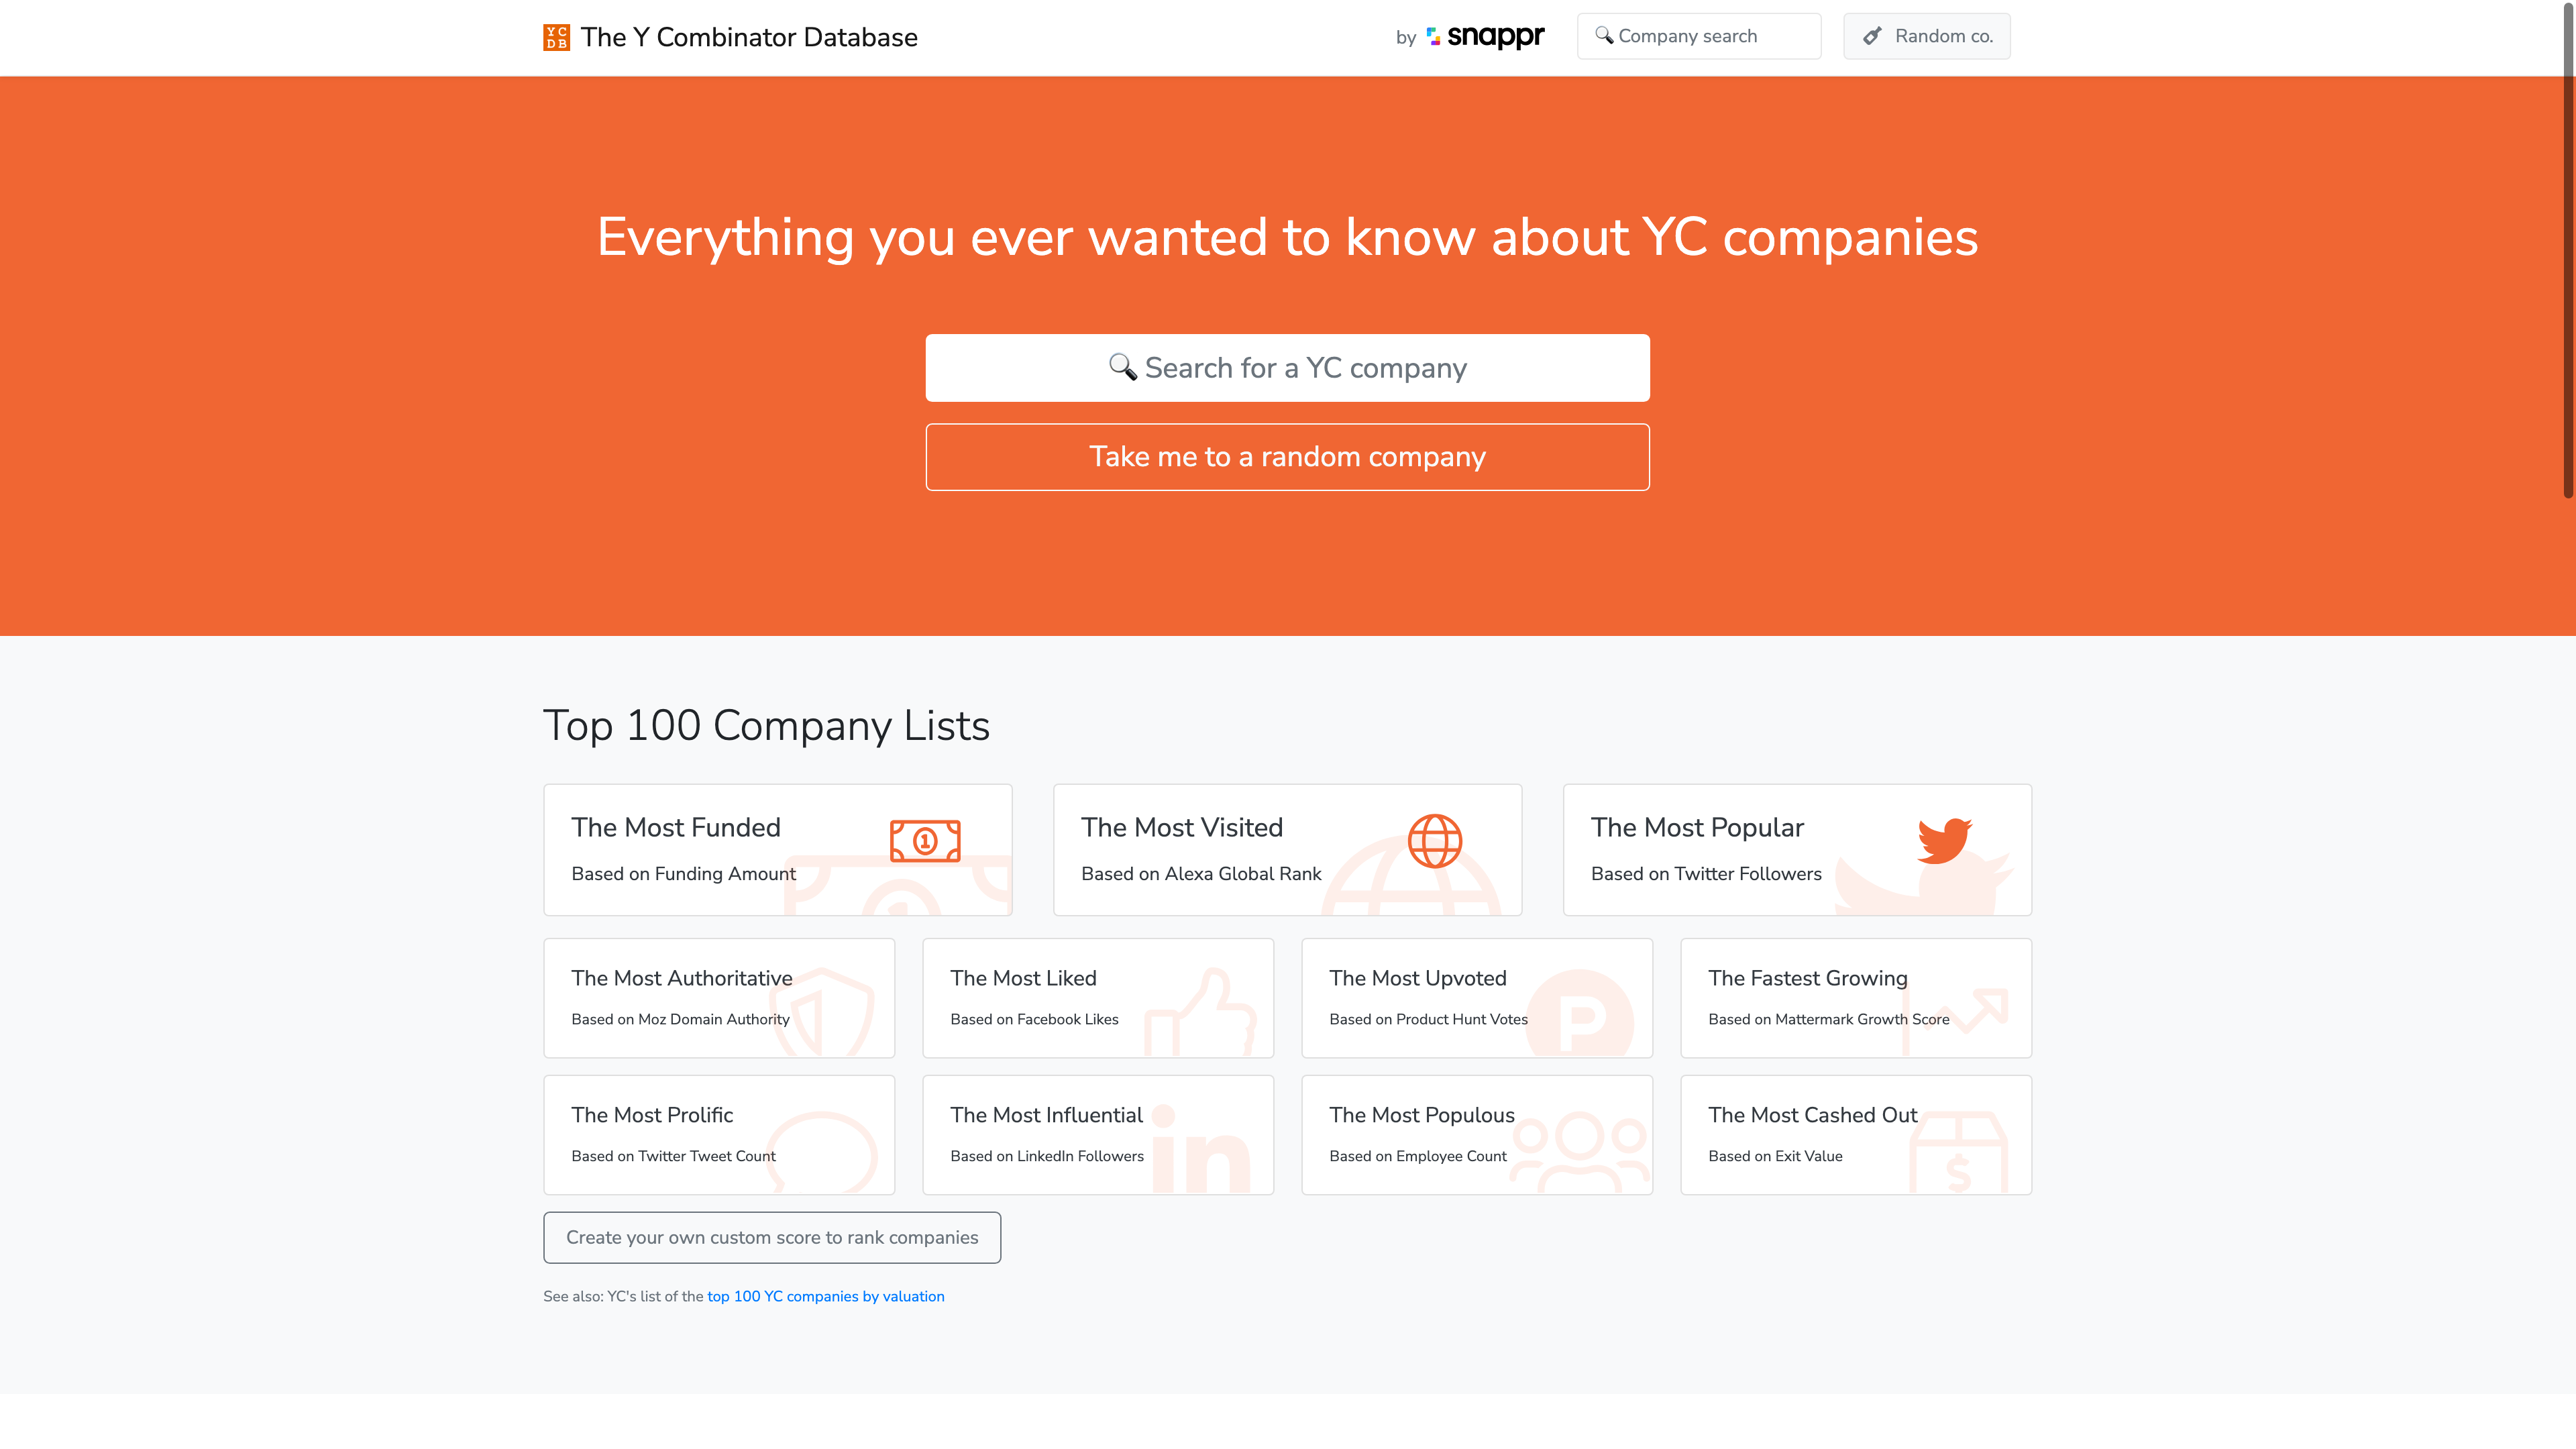 YC
DB
The Y Combinator Database
by snappr
Company search
Random co.
Everything you ever wanted to know about YC companies
Search for a YC company
Take me to a random company
Top 100 Company Lists
The Most Funded
Based on Funding Amount
The Most Visited
Based on Alexa Global Rank
The Most Popular
Based on Twitter Followers
The Most Authoritative
Based on Moz Domain Authority
The Most Liked
Based on Facebook Likes
The Most Upvoted
Based on Product Hunt Votes
The Fastest Growing
Based on Mattermark Growth Score
The Most Prolific
Based on Twitter Tweet Count
The Most Influential
Based on LinkedIn Followers
The Most Populous
Based on Employee Count
The Most Cashed Out
Based on Exit Value
Create your own custom score to rank companies
See also: YC's list of the top 100 YC companies by valuation